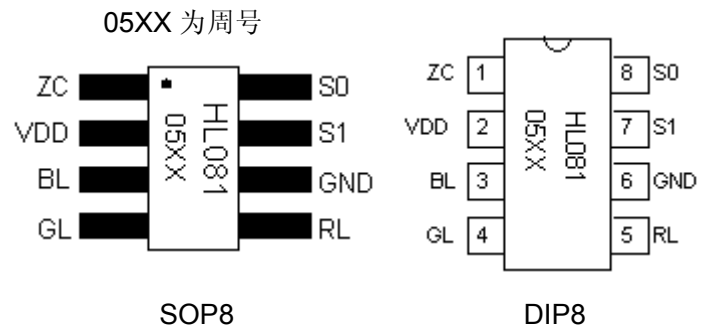 05XX 为周号
ZC
VDD
BL
GL
HL081
05XX
S0
S1
GND
RL
SOP8
ZC 1
VDD 2
BL 3
GL 4
HL081
05XX
8 S0
7 S1
6 GND
5 RL
DIP8